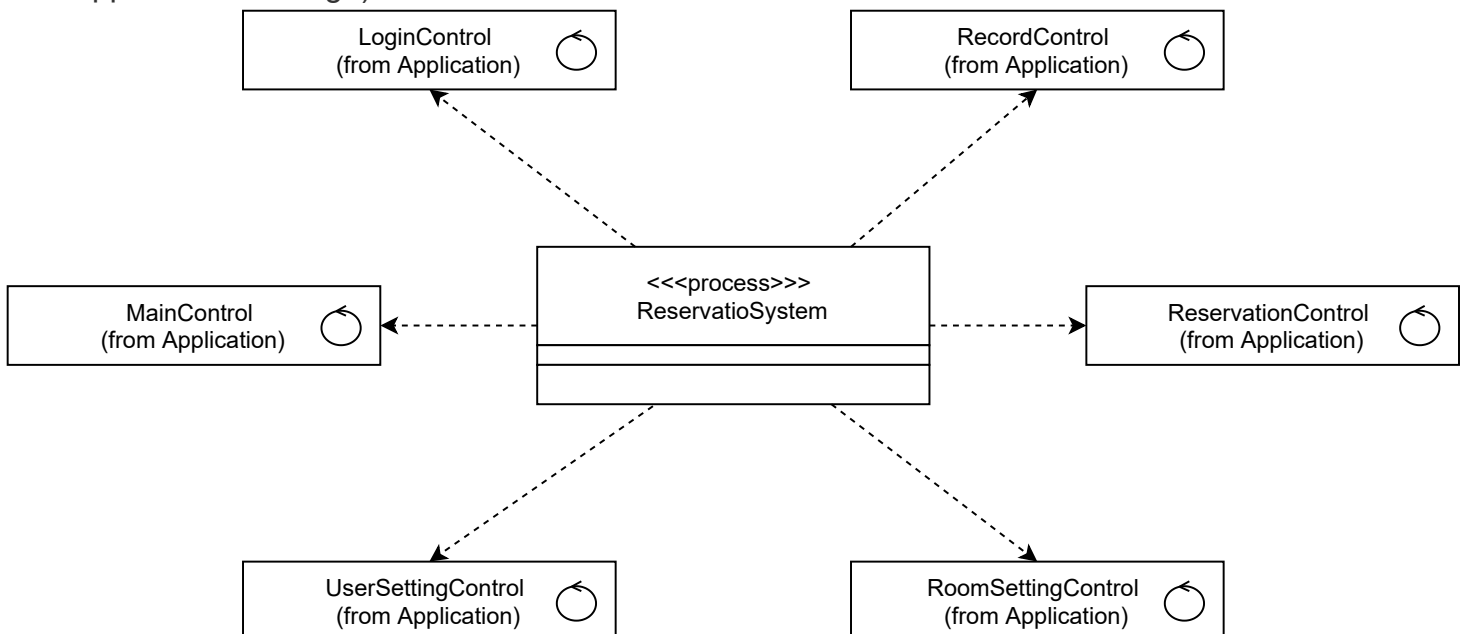 LoginControl
(from Application)
RecordControl
(from Application)
<<<process>>>
ReservatioSystem
MainControl
(from Application)
ReservationControl
(from Application)
UserSettingControl
(from Application)
RoomSettingControl
(from Application)